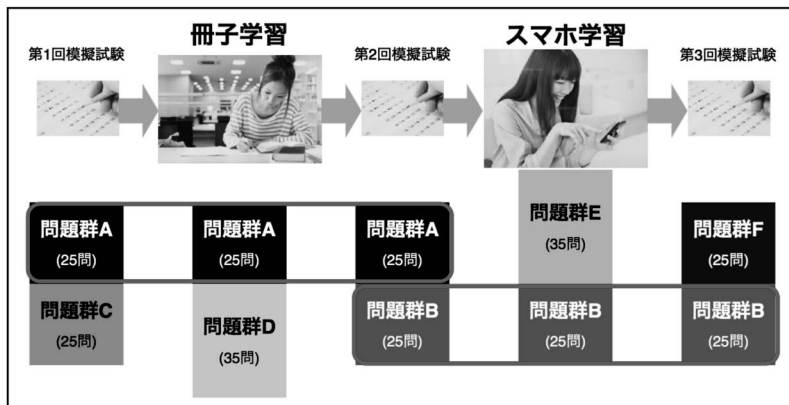 冊子学習
スマホ学習
第1回模擬試験
第2回模擬試験
第3回模擬試験
問題群E
(35問)
問題群A
(25問)
問題群A
(25問)
問題群A
(25問)
問題群F
(25問)
問題群C
(25問)
問題群D
(35問)
問題群B
(25問)
問題群B
(25問)
問題群B
(25問)